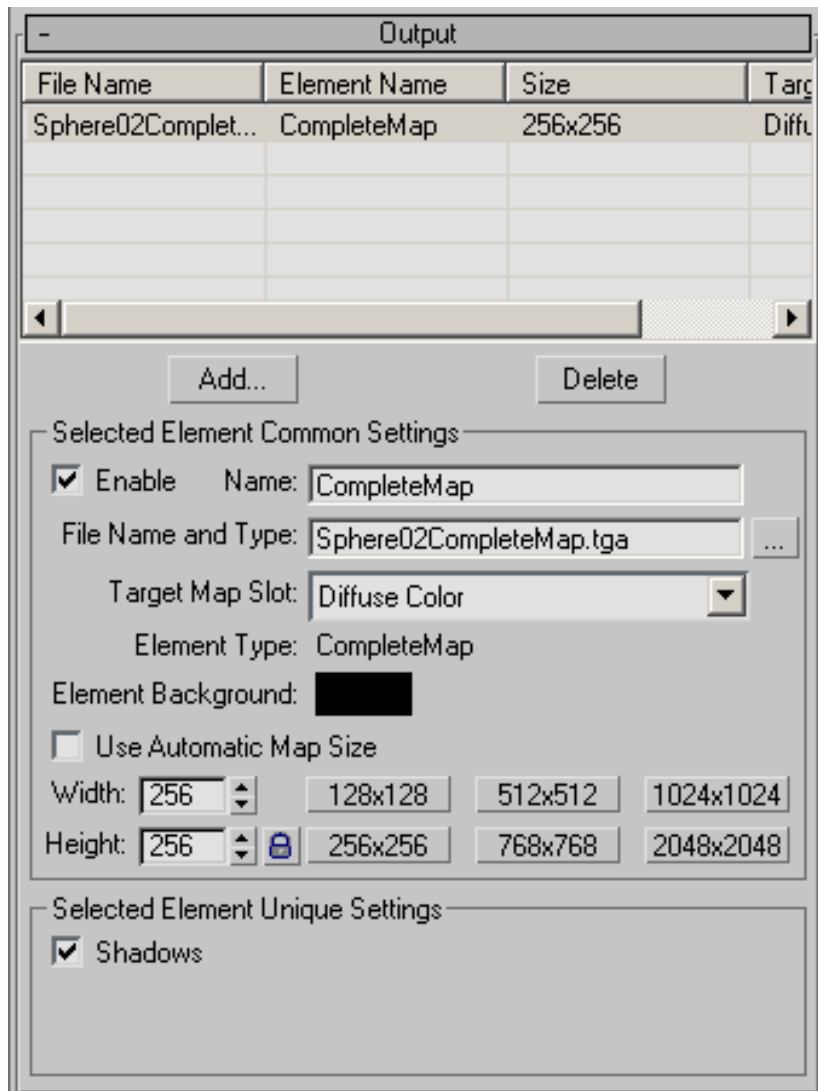 - Output
File Name Element Name Size Targ
Sphere02Complet... CompleteMap 256x256 Diffu
Add... Delete
Selected Element Common Settings
Enable Name: CompleteMap
File Name and Type: Sphere02CompleteMap.tga ...
Target Map Slot: Diffuse Color
Element Type: CompleteMap
Element Background:
Use Automatic Map Size
Width: 256 128x128 512x512 1024x1024
Height: 256 256x256 768x768 2048x2048
Selected Element Unique Settings
Shadows